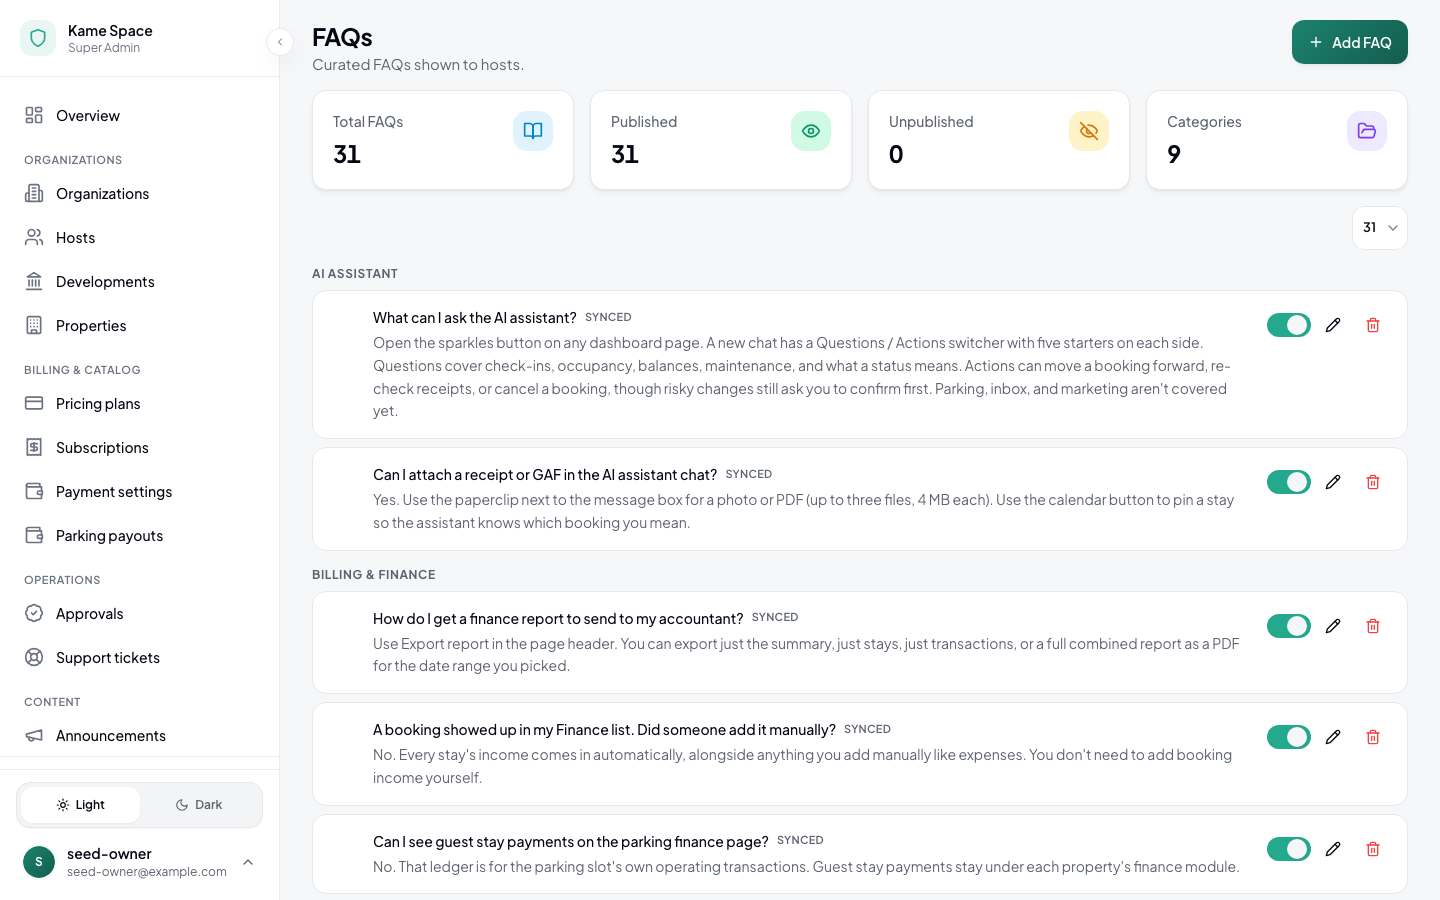 Kame Space
Super Admin
Overview
ORGANIZATIONS
Organizations
Hosts
Developments
Properties
BILLING & CATALOG
Pricing plans
Subscriptions
Payment settings
Parking payouts
OPERATIONS
Approvals
Support tickets
CONTENT
Announcements
Light
Dark
S
seed-owner
seed-owner@example.com
FAQs
Curated FAQs shown to hosts.
Add FAQ
Total FAQs
31
Published
31
Unpublished
0
Categories
9
31
AI ASSISTANT
What can I ask the AI assistant? SYNCED
Open the sparkles button on any dashboard page. A new chat has a Questions / Actions switcher with five starters on each side.
Questions cover check-ins, occupancy, balances, maintenance, and what a status means. Actions can move a booking forward, re-
check receipts, or cancel a booking, though risky changes still ask you to confirm first. Parking, inbox, and marketing aren't covered
yet.
Can I attach a receipt or GAF in the AI assistant chat? SYNCED
Yes. Use the paperclip next to the message box for a photo or PDF (up to three files, 4 MB each). Use the calendar button to pin a stay
so the assistant knows which booking you mean.
BILLING & FINANCE
How do I get a finance report to send to my accountant? SYNCED
Use Export report in the page header. You can export just the summary, just stays, just transactions, or a full combined report as a PDF
for the date range you picked.
A booking showed up in my Finance list. Did someone add it manually? SYNCED
No. Every stay's income comes in automatically, alongside anything you add manually like expenses. You don't need to add booking
income yourself.
Can I see guest stay payments on the parking finance page? SYNCED
No. That ledger is for the parking slot's own operating transactions. Guest stay payments stay under each property's finance module.